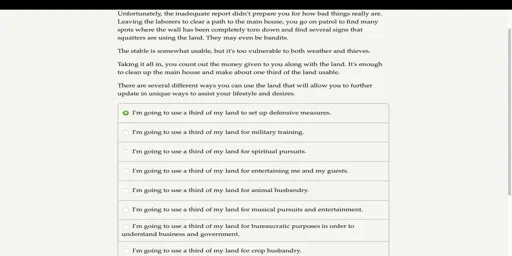 Unfortunately, the inadequate report didn't prepare you for how bad things really are.
Leaving the laborers to clear a path to the main house, you go on patrol to find many
spots where the wall has been completely torn down and find several signs that
squatters are using the land. They may even be bandits.
The stable is somewhat usable, but it's too vulnerable to both weather and thieves.
Taking it all in, you count out the money given to you along with the land. It's enough
to clean up the main house and make about one third of the land usable.
There are several different ways you can use the land that will allow you to further
update in unique ways to assist your lifestyle and desires.
I'm going to use a third of my land to set up defensive measures.
I'm going to use a third of my land for military training.
I'm going to use a third of my land for spiritual pursuits.
I'm going to use a third of my land for entertaining me and my guests.
I'm going to use a third of my land for animal husbandry.
I'm going to use a third of my land for musical pursuits and entertainment.
I'm going to use a third of my land for bureaucratic purposes in order to
understand business and government.
I'm going to use a third of my land for crop husbandry.